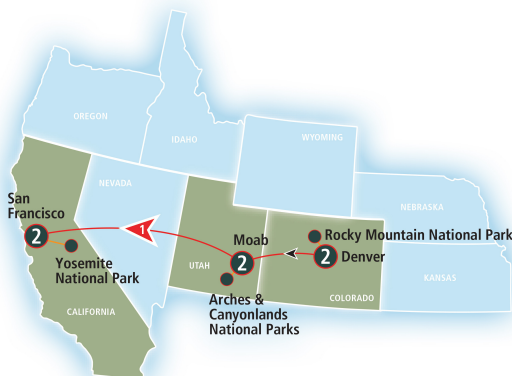 OREGON
IDAHO
WYOMING
NEVADA
NEBRASKA
San
Francisco
2
1
Moab
2
Rocky Mountain National Park
2
Denver
Yosemite
National Park
UTAH
KANSAS
Arches &
Canyonlands
National Parks
COLORADO
CALIFORNIA